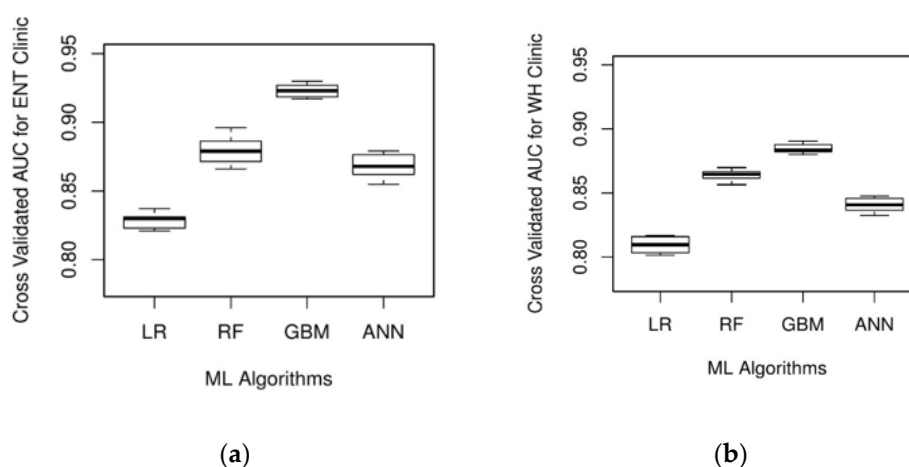 Cross Validated AUC for ENT Clinic
0.95
0.90
0.85
0.80
LR RF GBM ANN
ML Algorithms
(a)
Cross Validated AUC for WH Clinic
0.95
0.90
0.85
0.80
LR RF GBM ANN
ML Algorithms
(b)